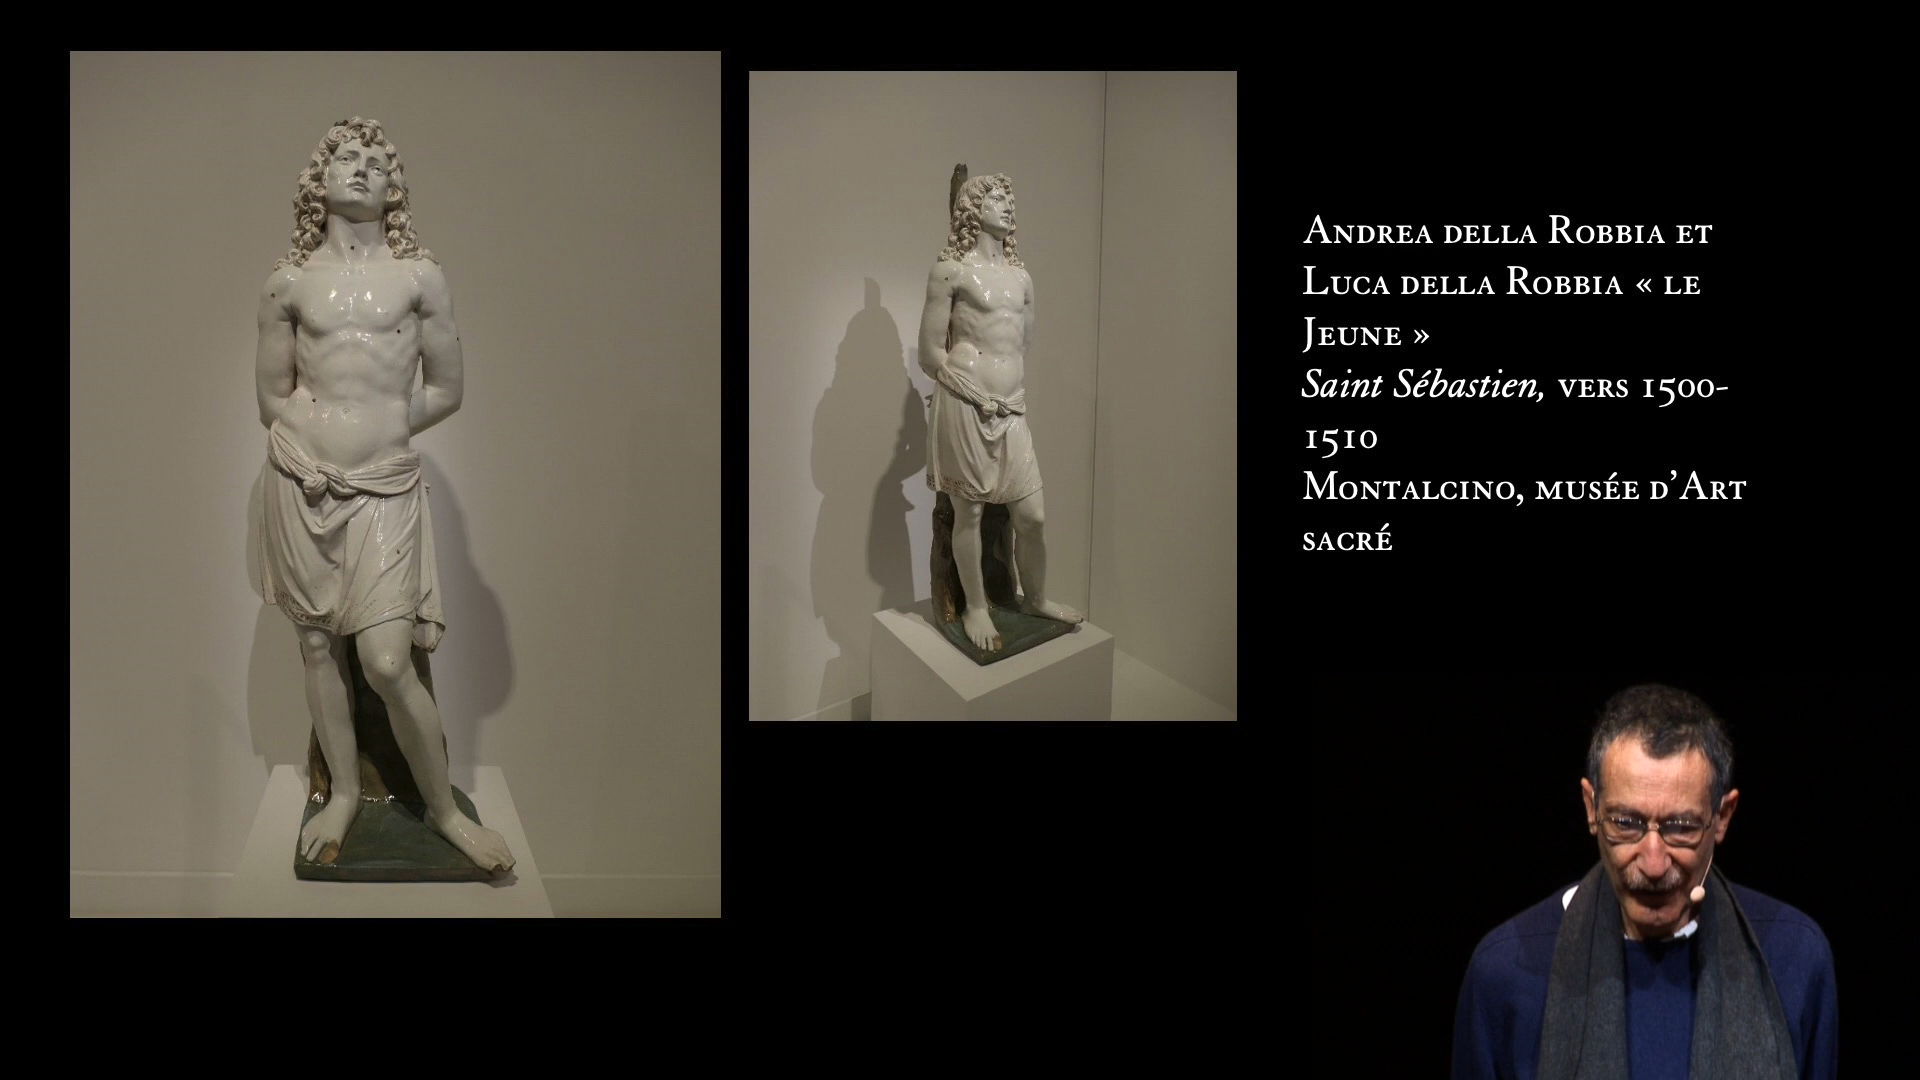 Andrea della Robbia et
Luca della Robbia « le
Jeune »
Saint Sébastien, vers 1500-
1510
Montalcino, musée d’Art
sacré